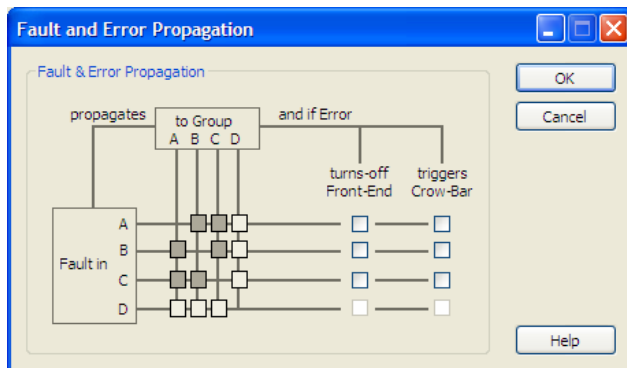 Fault and Error Propagation
Fault & Error Propagation
OK
Cancel
propagates
to Group
A B C D
and if Error
turns-off
Front-End
triggers
Crow-Bar
Fault in
A
B
C
D
Help